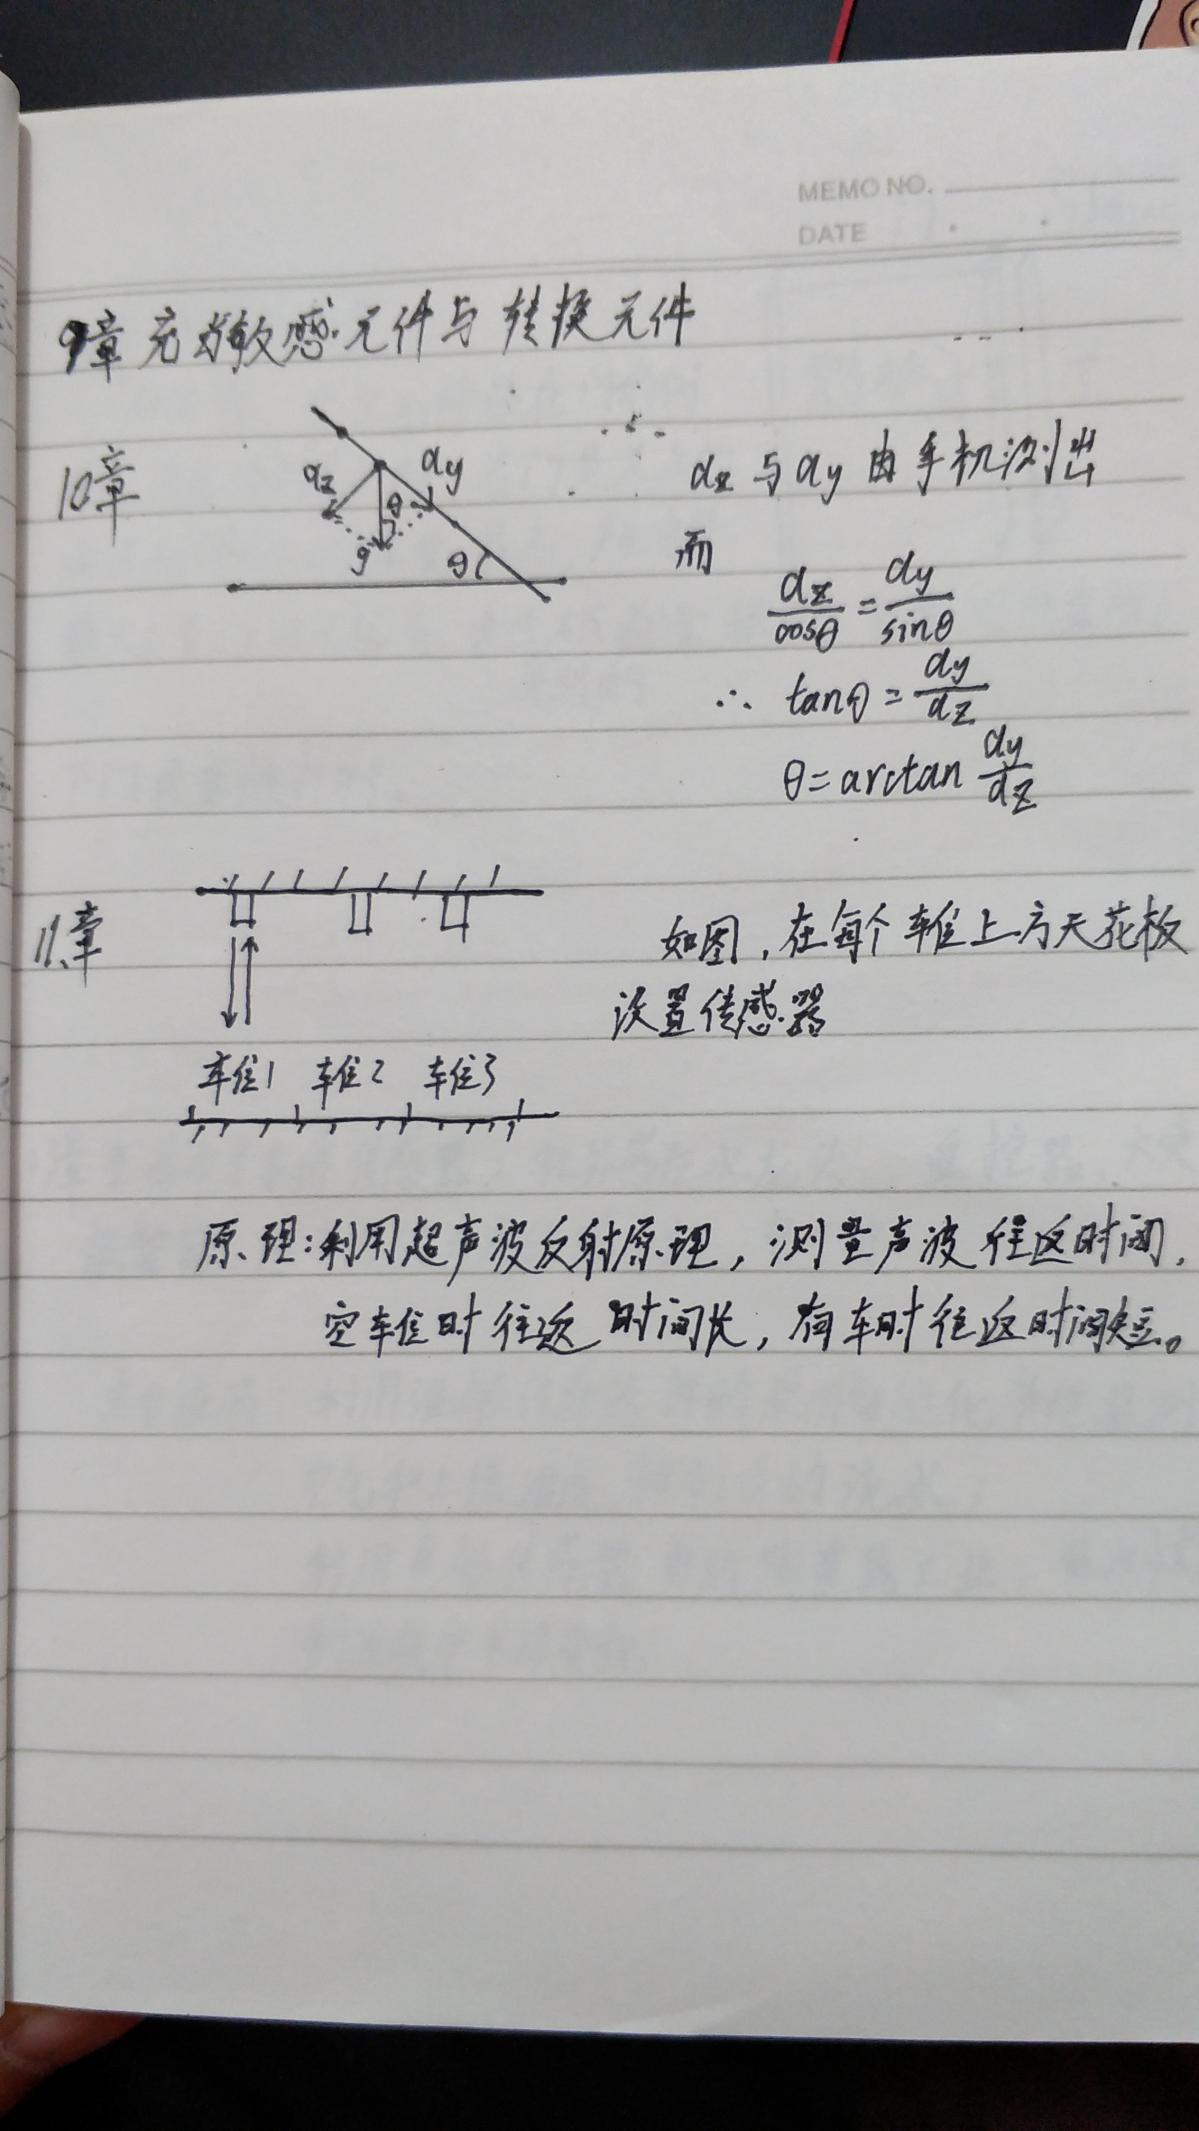 MEMO NO.
DATE
9章 充当敏感元件与转换元件
10章
az
ay
θ
g
θ
az 与 ay 由手机测出
而
az/cosθ = ay/sinθ
∴ tanθ = ay/az
θ = arctan ay/az
11章
如图，在每个车位上方天花板
设置传感器
车位1 车位2 车位3
原理：利用超声波反射原理，测量声波往返时间，
空车位时往返时间长，有车时往返时间短。